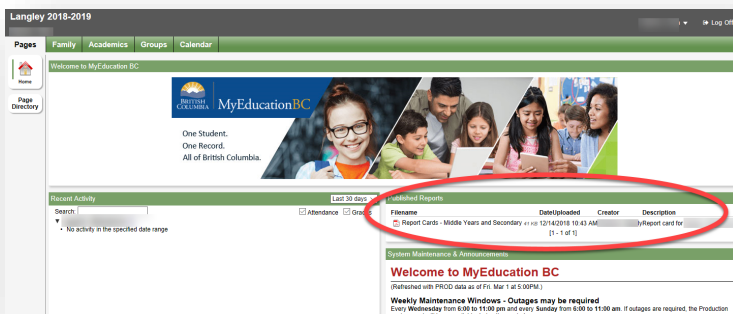 Langley 2018-2019
Log Off
Pages
Family
Academics
Groups
Calendar
Home
Page
Directory
Welcome to MyEducation BC
BRITISH
COLUMBIA
MyEducationBC
One Student.
One Record.
All of British Columbia.
Recent Activity
Last 30 days
Search:
Attendance
No activity in the specified date range
Published Reports
Filename DateUploaded Creator Description
Report Cards - Middle Years and Secondary 41 KB 12/14/2018 10:43 AM Report card for
[1 - 1 of 1]
System Maintenance & Announcements
Welcome to MyEducation BC
(Refreshed with PROD data as of Fri. Mar 1 at 5:00PM.)
Weekly Maintenance Windows - Outages may be required
Every Wednesday from 6:00 to 11:00 pm and every Sunday from 6:00 to 11:00 am. If outages are required, the Production